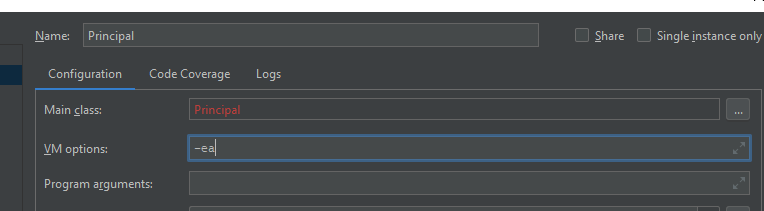 Name: Principal Share Single instance only
Configuration Code Coverage Logs
Main class: Principal ...
VM options: -ea
Program arguments: